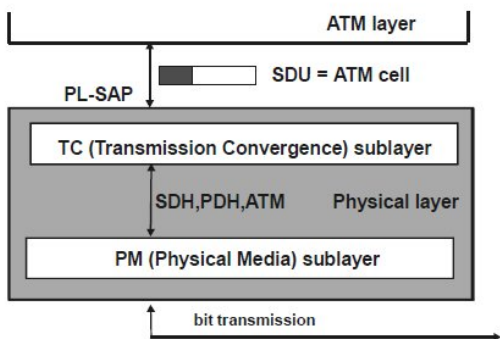 ATM layer
SDU = ATM cell
PL-SAP
TC (Transmission Convergence) sublayer
SDH,PDH,ATM
Physical layer
PM (Physical Media) sublayer
bit transmission